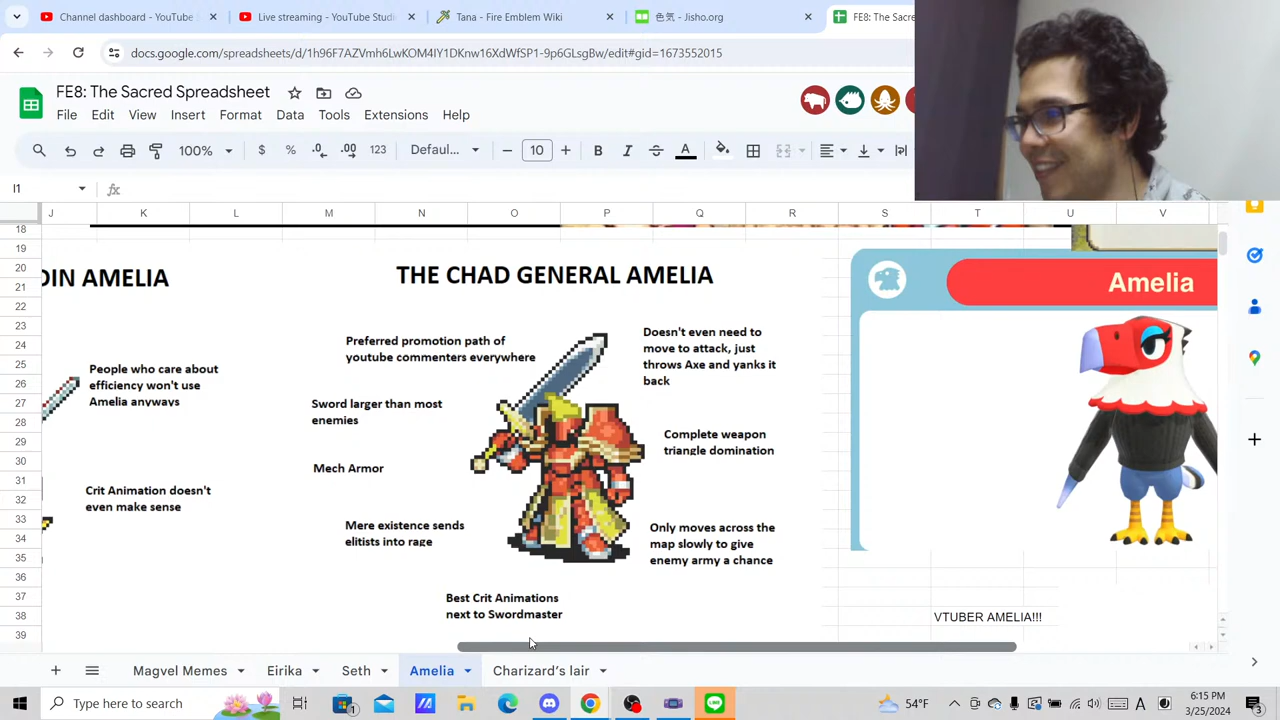 Channel dashboard - YouTube
Live streaming - YouTube Studi
Tana - Fire Emblem Wiki
色気 - Jisho.org
FE8: The Sacred Spreadsheet
docs.google.com/spreadsheets/d/1h96F7AZVmh6LwKOM4IY1DKnw16XdWfSP1-9p6GLsgBw/edit#gid=1673552015
FE8: The Sacred Spreadsheet
File Edit View Insert Format Data Tools Extensions Help
100% $ % .0 .00 123 Defaul... 10 B I A
I1 fx
J K L M N O P Q R S T U V
18
19
20
21
22
23
24
25
26
27
28
29
30
31
32
33
34
35
36
37
38
39
DIN AMELIA
People who care about
efficiency won't use
Amelia anyways
Crit Animation doesn't
even make sense
THE CHAD GENERAL AMELIA
Preferred promotion path of
youtube commenters everywhere
Sword larger than most
enemies
Mech Armor
Mere existence sends
elitists into rage
Best Crit Animations
next to Swordmaster
Doesn't even need to
move to attack, just
throws Axe and yanks it
back
Complete weapon
triangle domination
Only moves across the
map slowly to give
enemy army a chance
Amelia
VTUBER AMELIA!!!
Magvel Memes Eirika Seth Amelia Charizard's lair
Type here to search
54°F
A
6:15 PM
3/25/2024
3